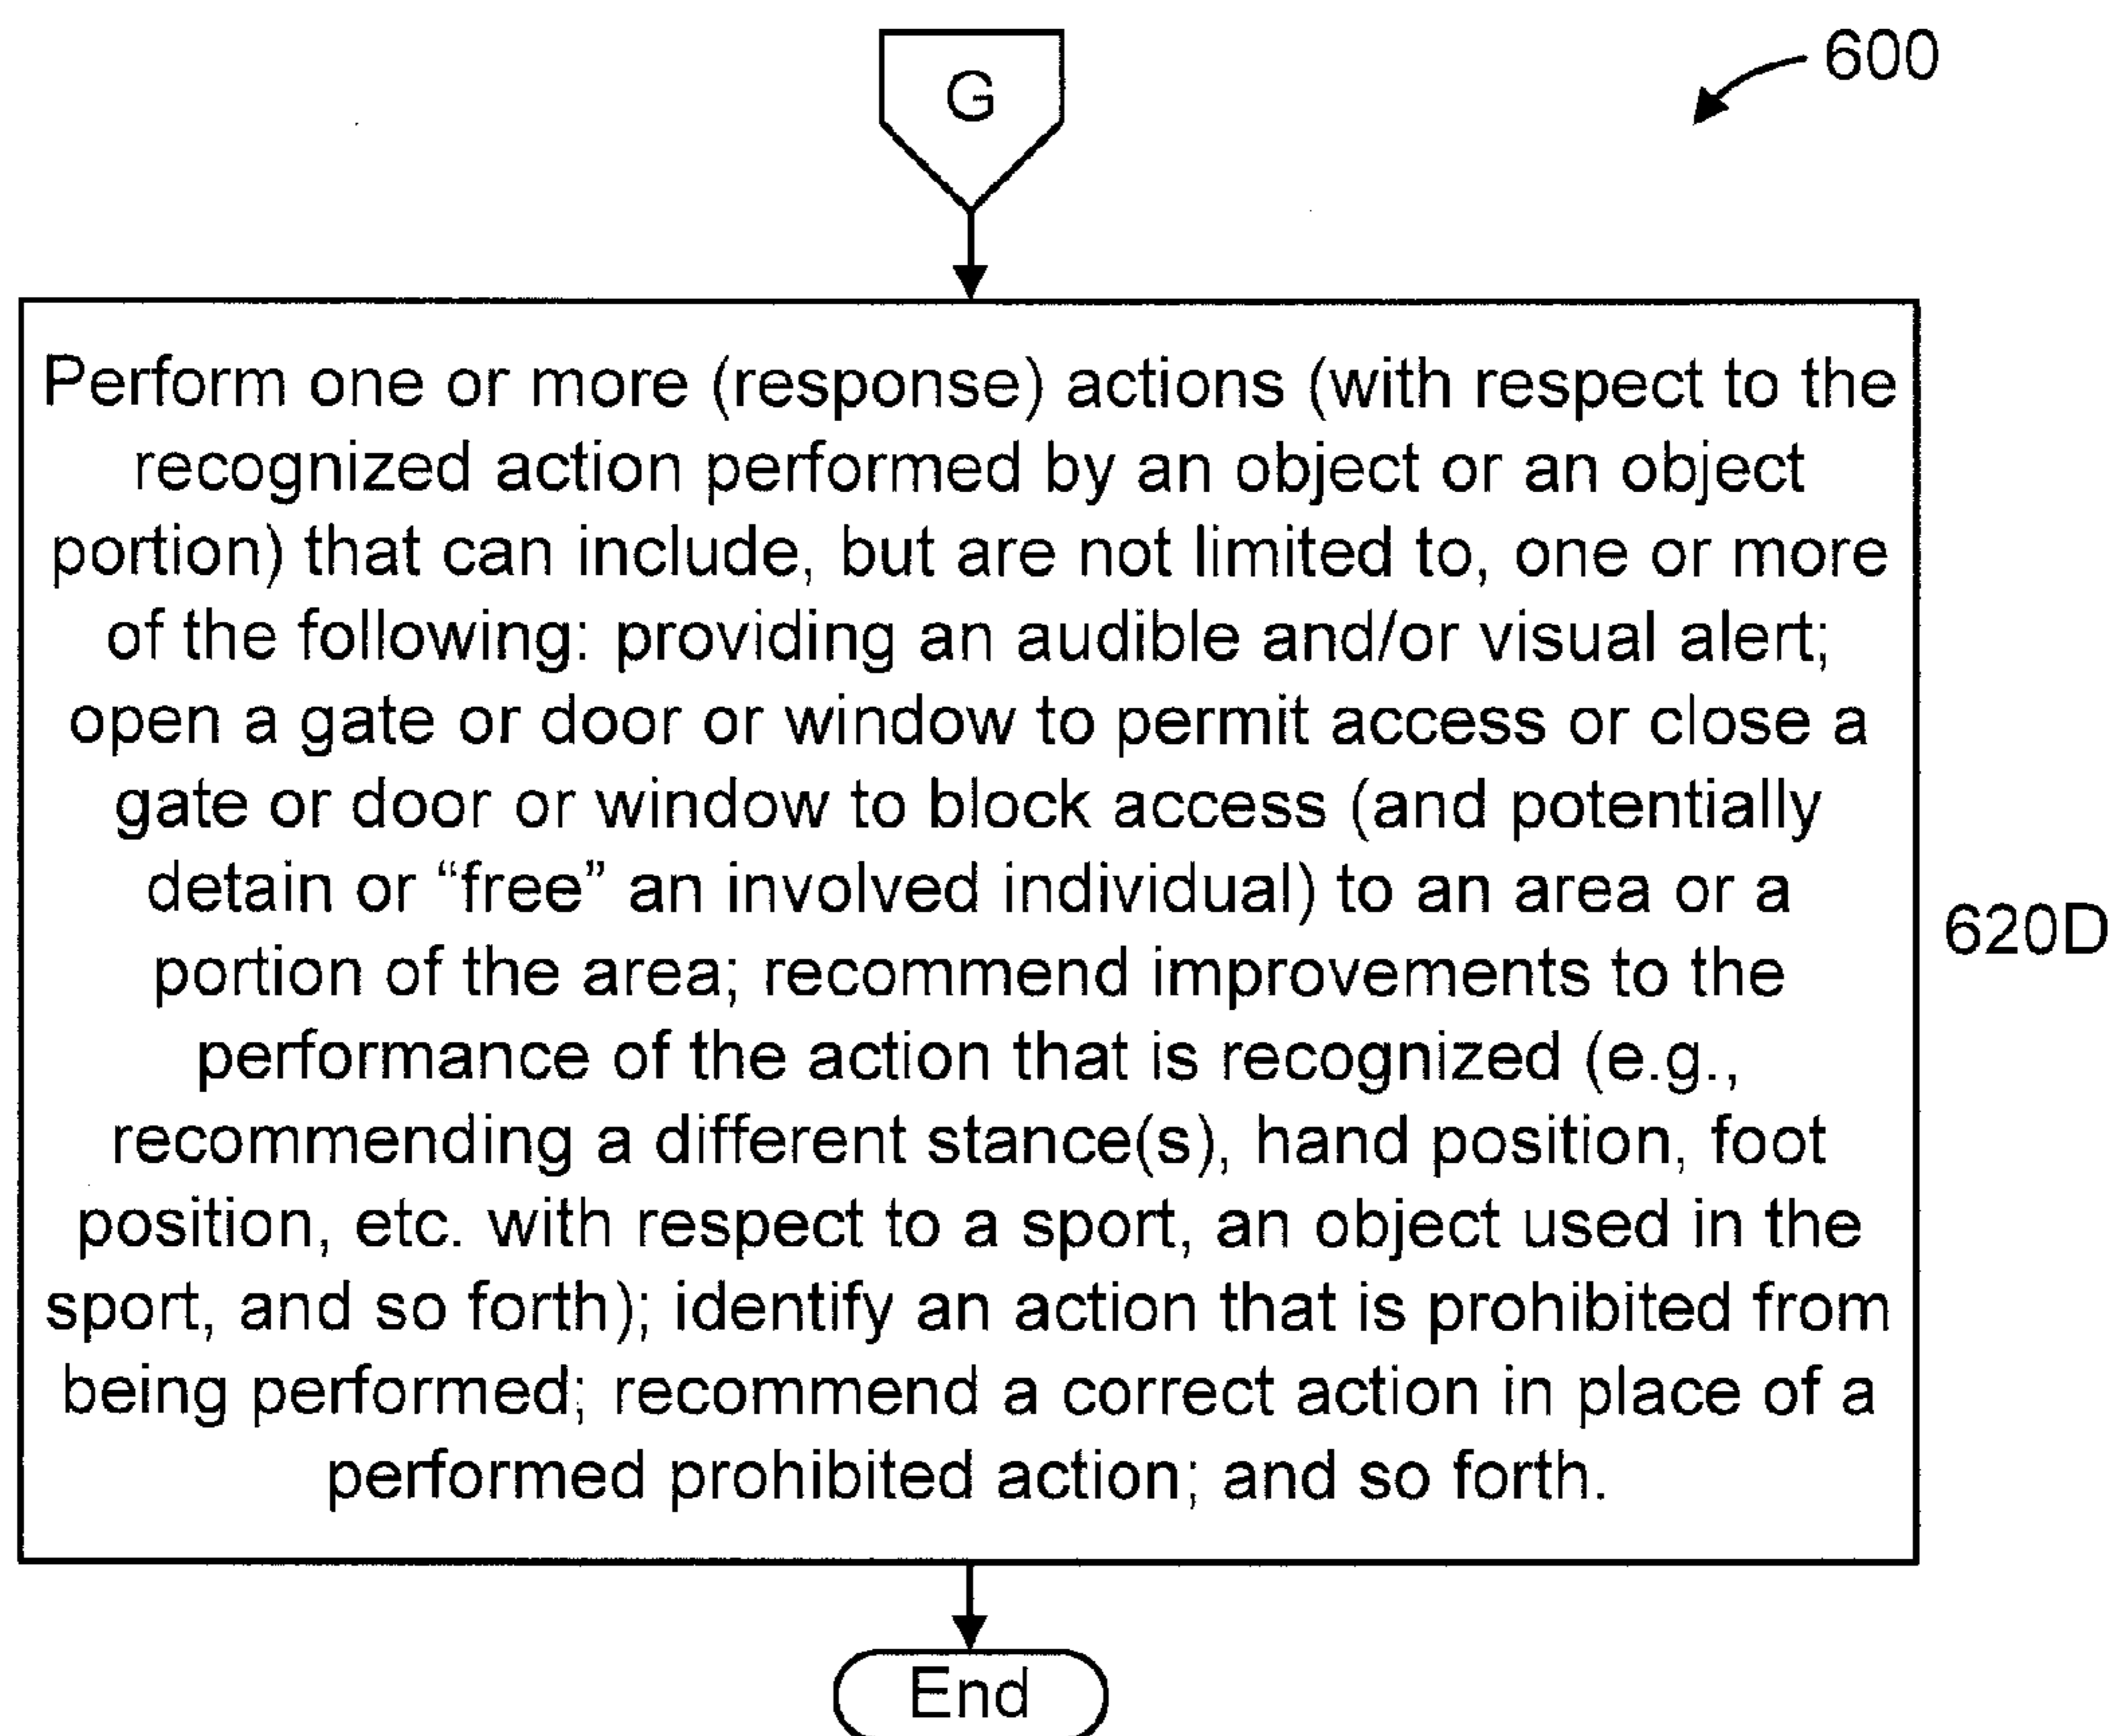 G
600
Perform one or more (response) actions (with respect to the
recognized action performed by an object or an object
portion) that can include, but are not limited to, one or more
of the following: providing an audible and/or visual alert;
open a gate or door or window to permit access or close a
gate or door or window to block access (and potentially
detain or “free” an involved individual) to an area or a
portion of the area; recommend improvements to the
performance of the action that is recognized (e.g.,
recommending a different stance(s), hand position, foot
position, etc. with respect to a sport, an object used in the
sport, and so forth); identify an action that is prohibited from
being performed; recommend a correct action in place of a
performed prohibited action; and so forth.
620D
End